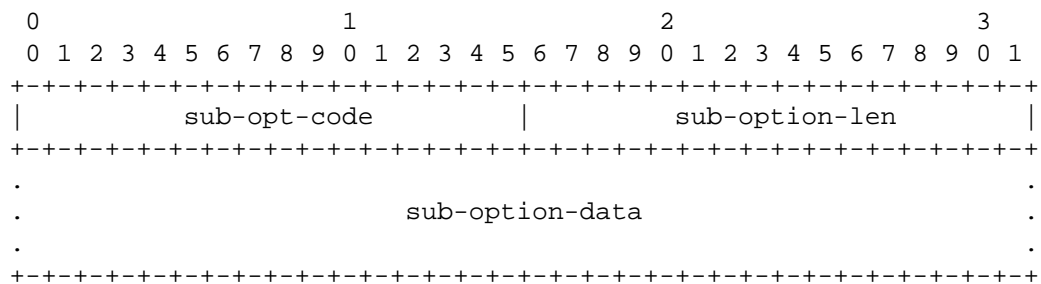 0                   1                   2                   3
 0 1 2 3 4 5 6 7 8 9 0 1 2 3 4 5 6 7 8 9 0 1 2 3 4 5 6 7 8 9 0 1
+-+-+-+-+-+-+-+-+-+-+-+-+-+-+-+-+-+-+-+-+-+-+-+-+-+-+-+-+-+-+-+-+
|         sub-opt-code          |         sub-option-len        |
+-+-+-+-+-+-+-+-+-+-+-+-+-+-+-+-+-+-+-+-+-+-+-+-+-+-+-+-+-+-+-+-+
.                                                               .
.                        sub-option-data                        .
.                                                               .
+-+-+-+-+-+-+-+-+-+-+-+-+-+-+-+-+-+-+-+-+-+-+-+-+-+-+-+-+-+-+-+-+